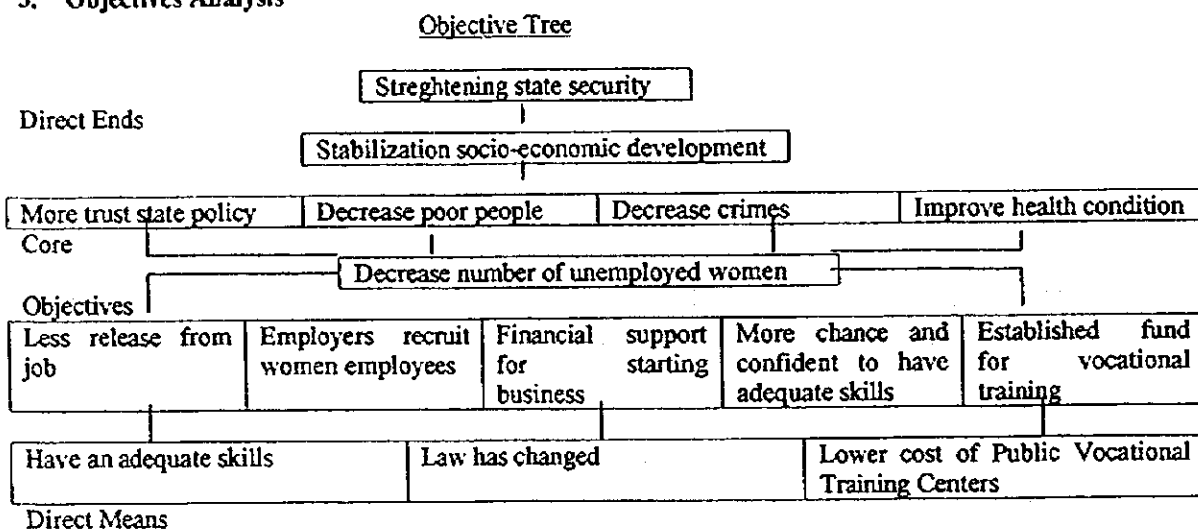 3. Objectives Analysis
Objective Tree
Streghtening state security
Direct Ends
Stabilization socio-economic development
More trust state policy Decrease poor people Decrease crimes Improve health condition
Core
Decrease number of unemployed women
Objectives
Less release from job
Employers recruit women employees
Financial support for starting business
More chance and confident to have adequate skills
Established fund for vocational training
Have an adequate skills
Law has changed
Lower cost of Public Vocational Training Centers
Direct Means